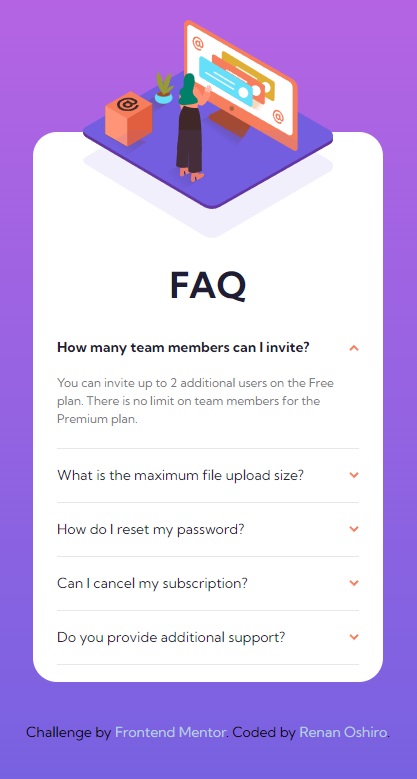 @
@
@
FAQ
How many team members can I invite?
You can invite up to 2 additional users on the Free
plan. There is no limit on team members for the
Premium plan.
What is the maximum file upload size?
How do I reset my password?
Can I cancel my subscription?
Do you provide additional support?
Challenge by Frontend Mentor. Coded by Renan Oshiro.